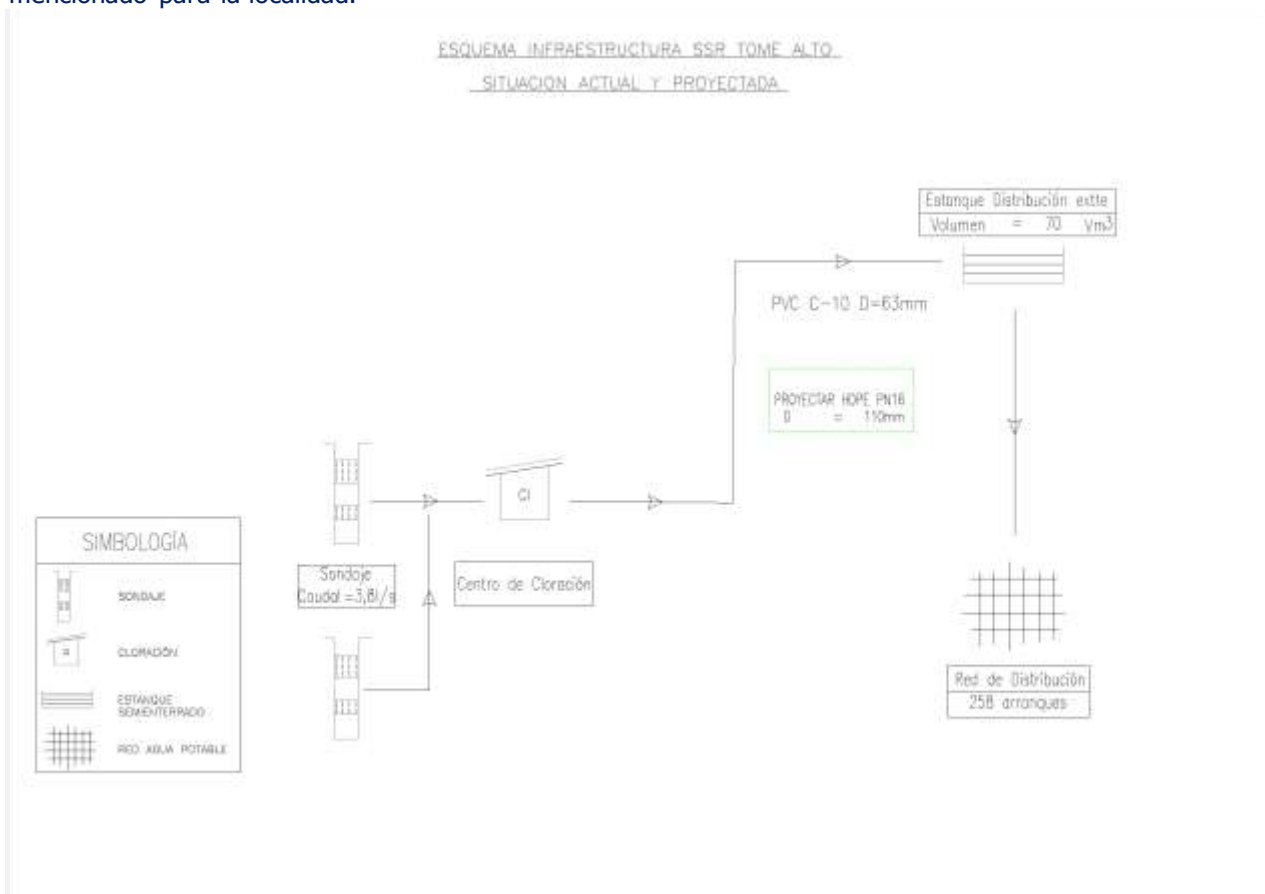 mencionado para la localidad.
ESQUEMA INFRAESTRUCTURA SSR TOME ALTO
SITUACION ACTUAL Y PROYECTADA
Estanque Distribución extte
Volumen = 70 Vm3
PVC C-10 D=63mm
PROYECTAR HDPE PN16
D = 110mm
Cl
Sondaje
Caudal =3,8l/s
Centro de Cloración
SIMBOLOGÍA
SONDAJE
CLORACIÓN
ESTANQUE
SEMIENTERRADO
RED AGUA POTABLE
Red de Distribución
258 arranques